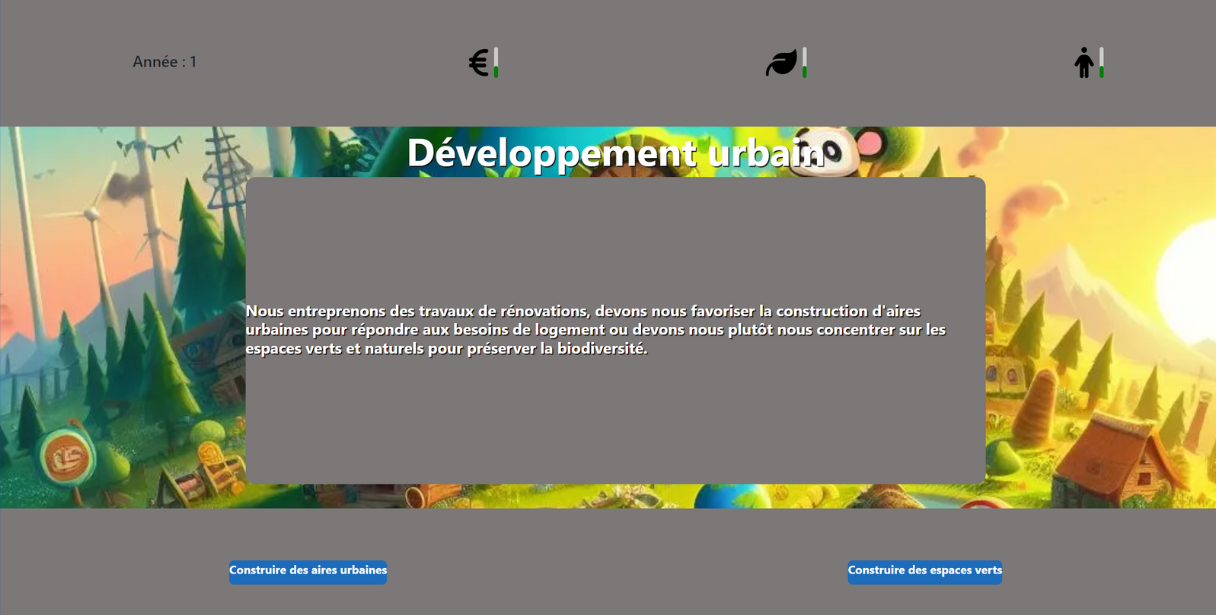 Année : 1
Développement urbain
Nous entreprenons des travaux de rénovations, devons nous favoriser la construction d'aires
urbaines pour répondre aux besoins de logement ou devons nous plutôt nous concentrer sur les
espaces verts et naturels pour préserver la biodiversité.
Construire des aires urbaines
Construire des espaces verts